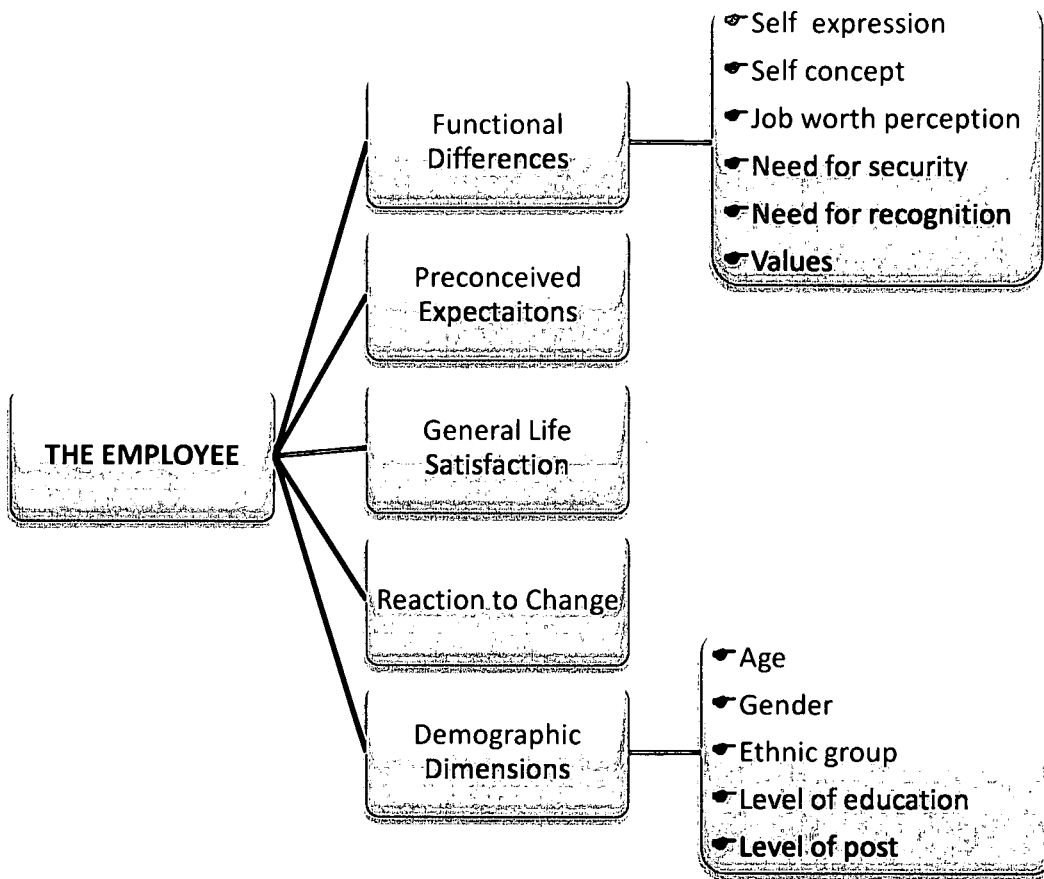 THE EMPLOYEE
Functional
Differences
☛Self expression
☛Self concept
☛Job worth perception
☛Need for security
☛Need for recognition
☛Values
Preconceived
Expectaitons
General Life
Satisfaction
Reaction to Change
Demographic
Dimensions
☛Age
☛Gender
☛Ethnic group
☛Level of education
☛Level of post